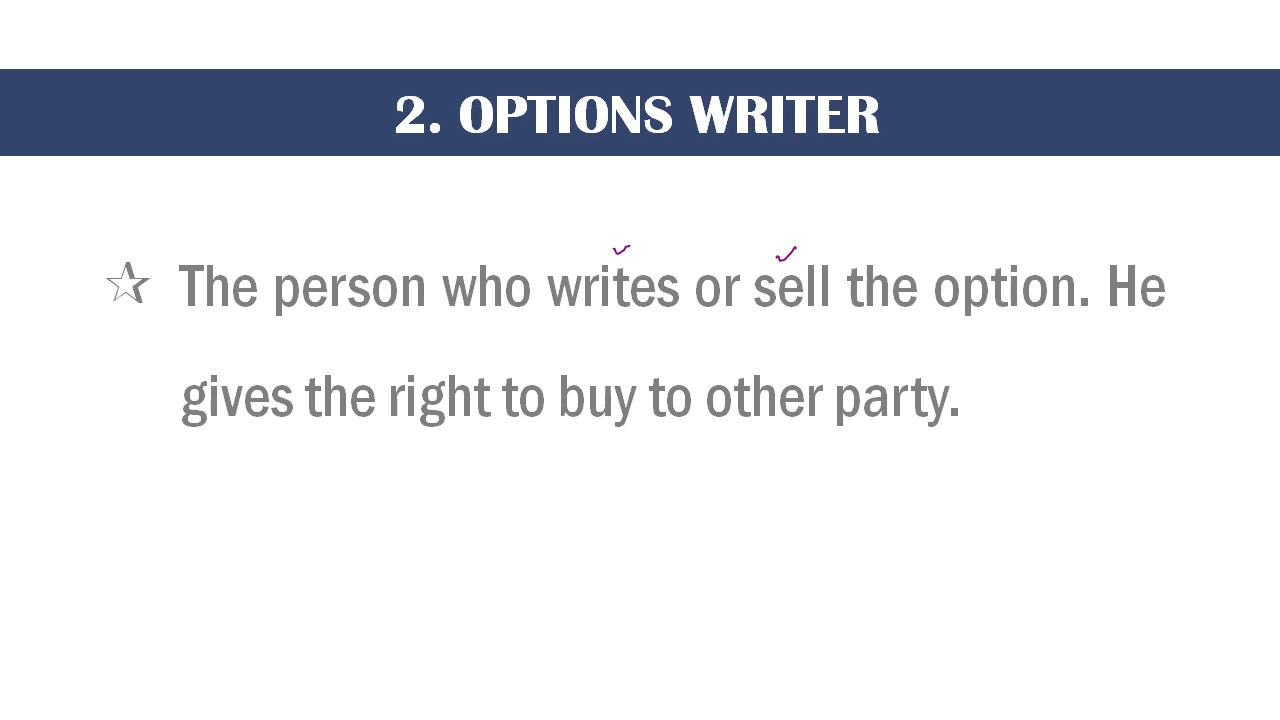 2. OPTIONS WRITER
The person who writes or sell the option. He
gives the right to buy to other party.